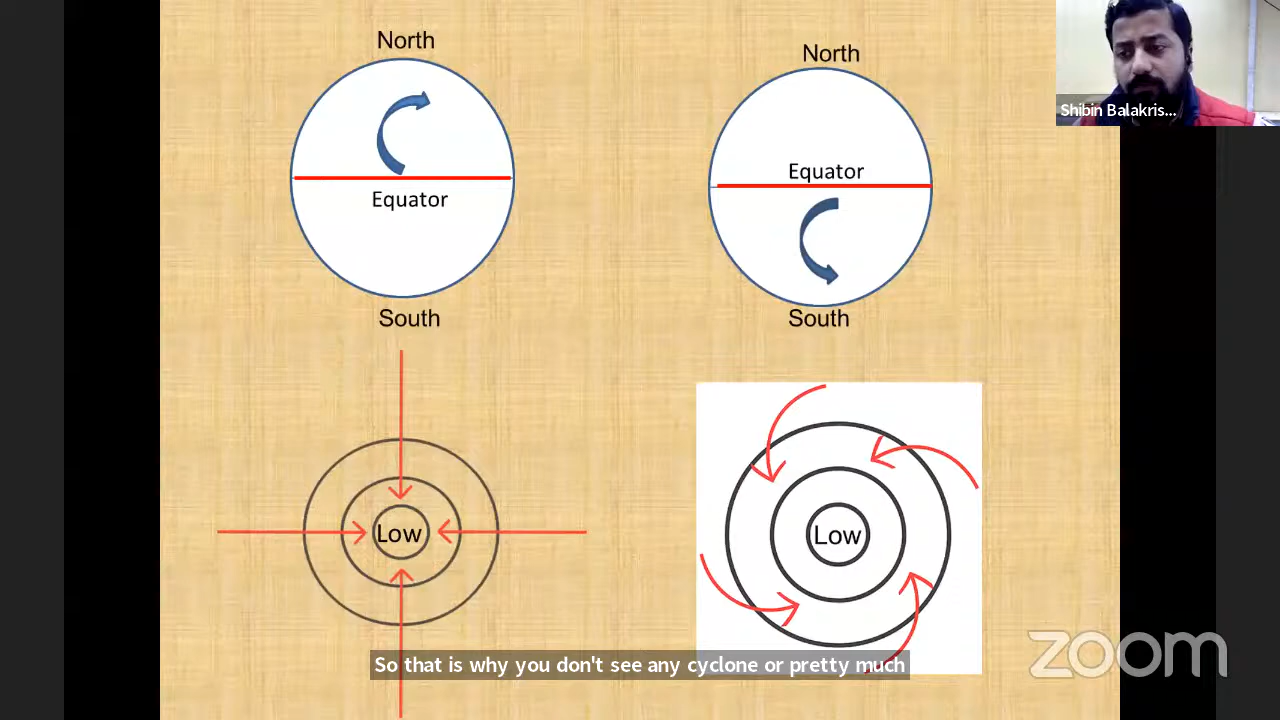 North
North
Shibin Balakris...
Equator
Equator
South
South
Low
Low
So that is why you don't see any cyclone or pretty much
zoom